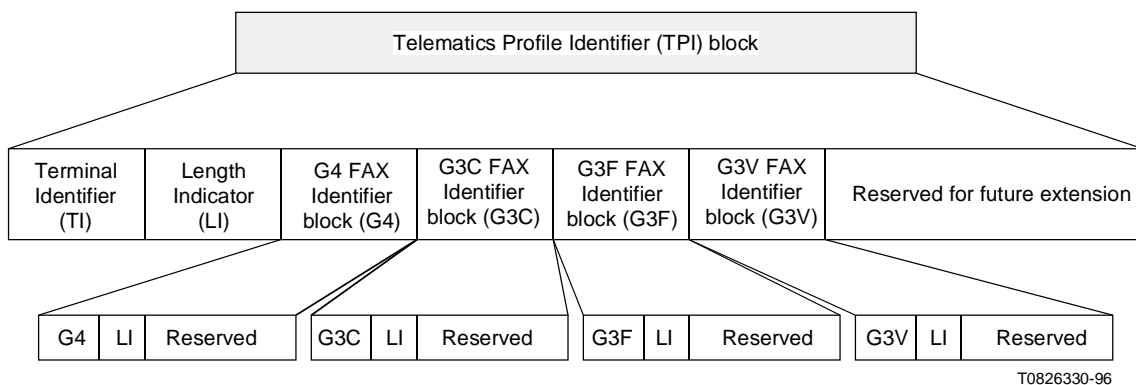 Telematics Profile Identifier (TPI) block
Terminal
Identifier
(TI)
Length
Indicator
(LI)
G4 FAX
Identifier
block (G4)
G3C FAX
Identifier
block (G3C)
G3F FAX
Identifier
block (G3F)
G3V FAX
Identifier
block (G3V)
Reserved for future extension
G4 LI Reserved
G3C LI Reserved
G3F LI Reserved
G3V LI Reserved
T0826330-96